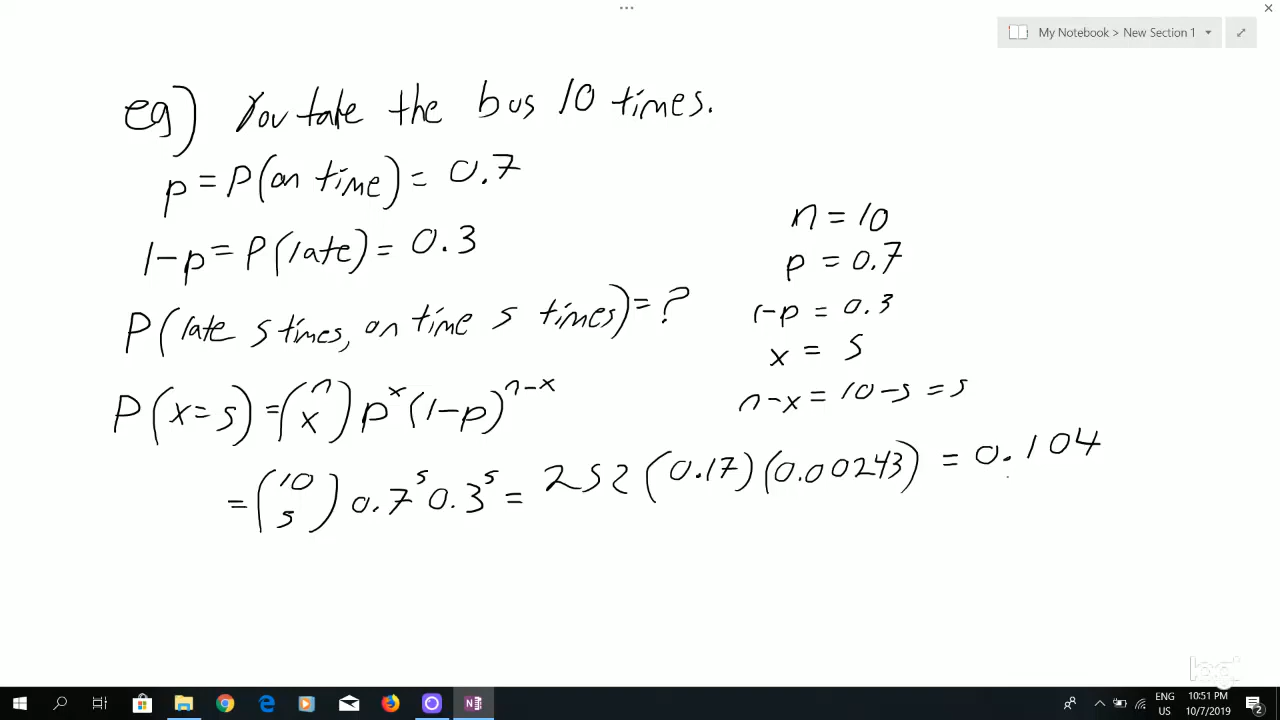 My Notebook > New Section 1
eg) You take the bus 10 times.
p = P(on time) = 0.7
1-p = P(late) = 0.3
P(late 5 times, on time 5 times) = ?
P(x=5) = (n x) p^x (1-p)^n-x
= (10 5) 0.7^5 0.3^5 = 252 (0.17)(0.00243) = 0.104
n = 10
p = 0.7
1-p = 0.3
x = 5
n-x = 10-5 = 5
ENG
US
10:51 PM
10/7/2019
2